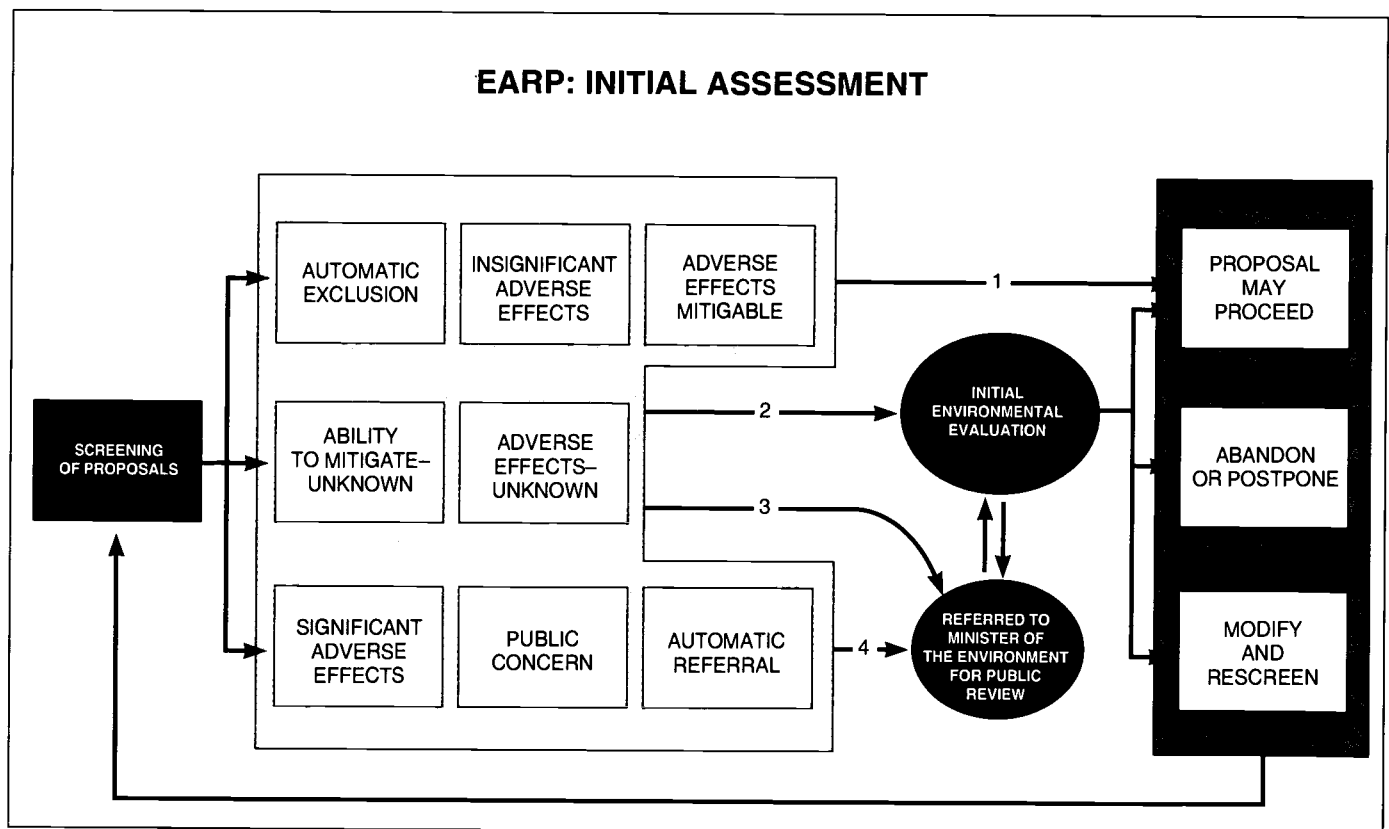 EARP: INITIAL ASSESSMENT
AUTOMATIC
EXCLUSION
INSIGNIFICANT
ADVERSE
EFFECTS
ADVERSE
EFFECTS
MITIGABLE
1
PROPOSAL
MAY
PROCEED
SCREENING
OF PROPOSALS
ABILITY
TO MITIGATE–
UNKNOWN
ADVERSE
EFFECTS–
UNKNOWN
2
INITIAL
ENVIRONMENTAL
EVALUATION
ABANDON
OR POSTPONE
3
SIGNIFICANT
ADVERSE
EFFECTS
PUBLIC
CONCERN
AUTOMATIC
REFERRAL
4
REFERRED TO
MINISTER OF
THE ENVIRONMENT
FOR PUBLIC
REVIEW
MODIFY
AND
RESCREEN